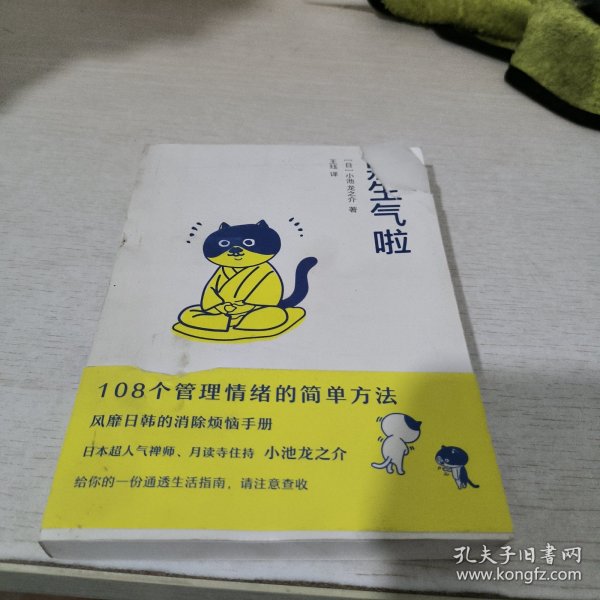 生气啦
[日]小池龙之介 著
王珏 译
108个管理情绪的简单方法
风靡日韩的消除烦恼手册
日本超人气禅师、月读寺住持 小池龙之介
给你的一份通透生活指南，请注意查收
孔夫子旧书网
www.kongfz.com